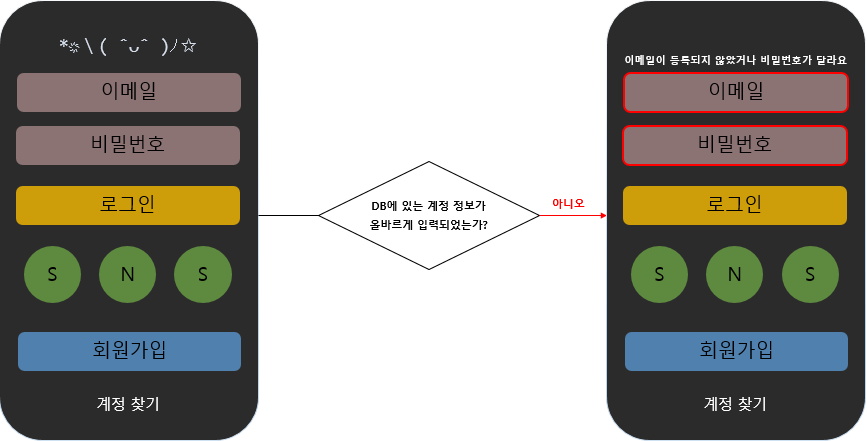 *҉ \ ( ˆᴗˆ )ﾉ☆
이메일
비밀번호
로그인
S N S
회원가입
계정 찾기
DB에 있는 계정 정보가
올바르게 입력되었는가?
아니오
이메일이 등록되지 않았거나 비밀번호가 달라요
이메일
비밀번호
로그인
S N S
회원가입
계정 찾기